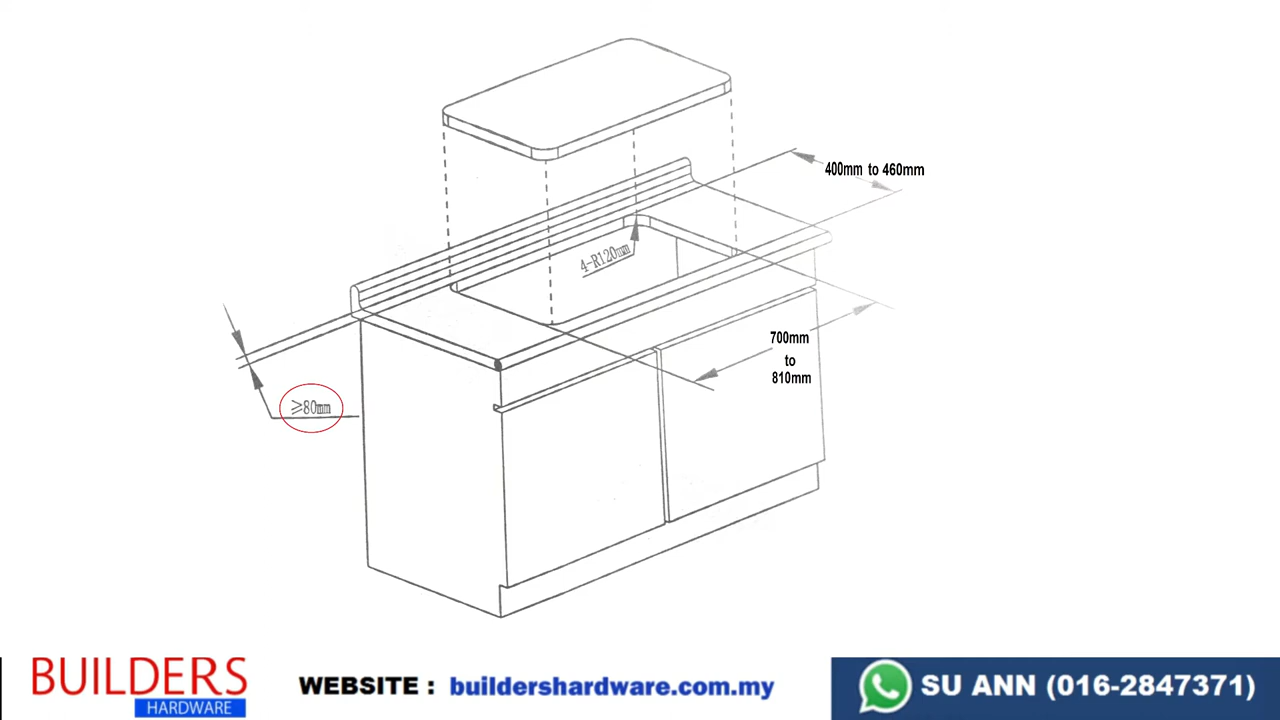 400mm to 460mm
4-R120mm
700mm
to
810mm
≥80mm
BUILDERS
HARDWARE
WEBSITE : buildershardware.com.my
SU ANN (016-2847371)